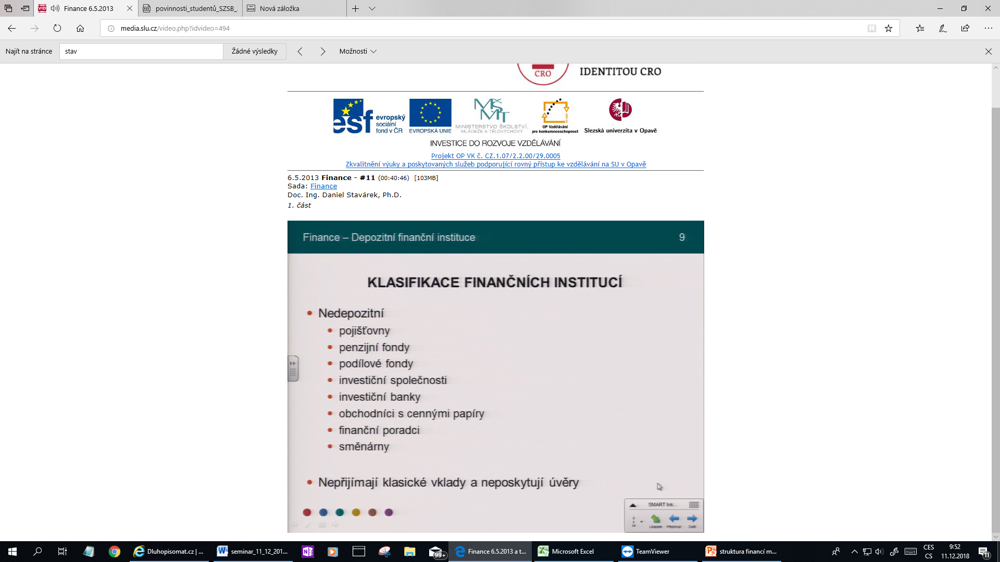 Finance 6.5.2013
povinnosti_studentů_SZSB_
Nová záložka
media.slu.cz/video.php?idvideo=494
Najít na stránce
stav
Žádné výsledky
Možnosti
CRO
IDENTITOU CRO
esf evropský sociální fond v ČR
EVROPSKÁ UNIE
MŠMT
MINISTERSTVO ŠKOLSTVÍ,
MLÁDEŽE A TĚLOVÝCHOVY
OP Vzdělávání
pro konkurenceschopnost
Slezská univerzita v Opavě
INVESTICE DO ROZVOJE VZDĚLÁVÁNÍ
Projekt OP VK č. CZ.1.07/2.2.00/29.0005
Zkvalitnění výuky a poskytovaných služeb podporující rovný přístup ke vzdělávání na SU v Opavě
6.5.2013 Finance - #11 (00:40:46) [103MB]
Sada: Finance
Doc. Ing. Daniel Stavárek, Ph.D.
1. část
Finance – Depozitní finanční instituce 9
KLASIFIKACE FINANČNÍCH INSTITUCÍ
• Nedepozitní
• pojišťovny
• penzijní fondy
• podílové fondy
• investiční společnosti
• investiční banky
• obchodníci s cennými papíry
• finanční poradci
• směnárny
• Nepřijímají klasické vklady a neposkytují úvěry
SMART Ink...
Ukazatel Předchozí Další
Dluhopisomat.cz | ...
seminar_11_12_201...
99+
Finance 6.5.2013 a t...
Microsoft Excel
TeamViewer
struktura financí m...
CES
CS
9:52
11.12.2018
11